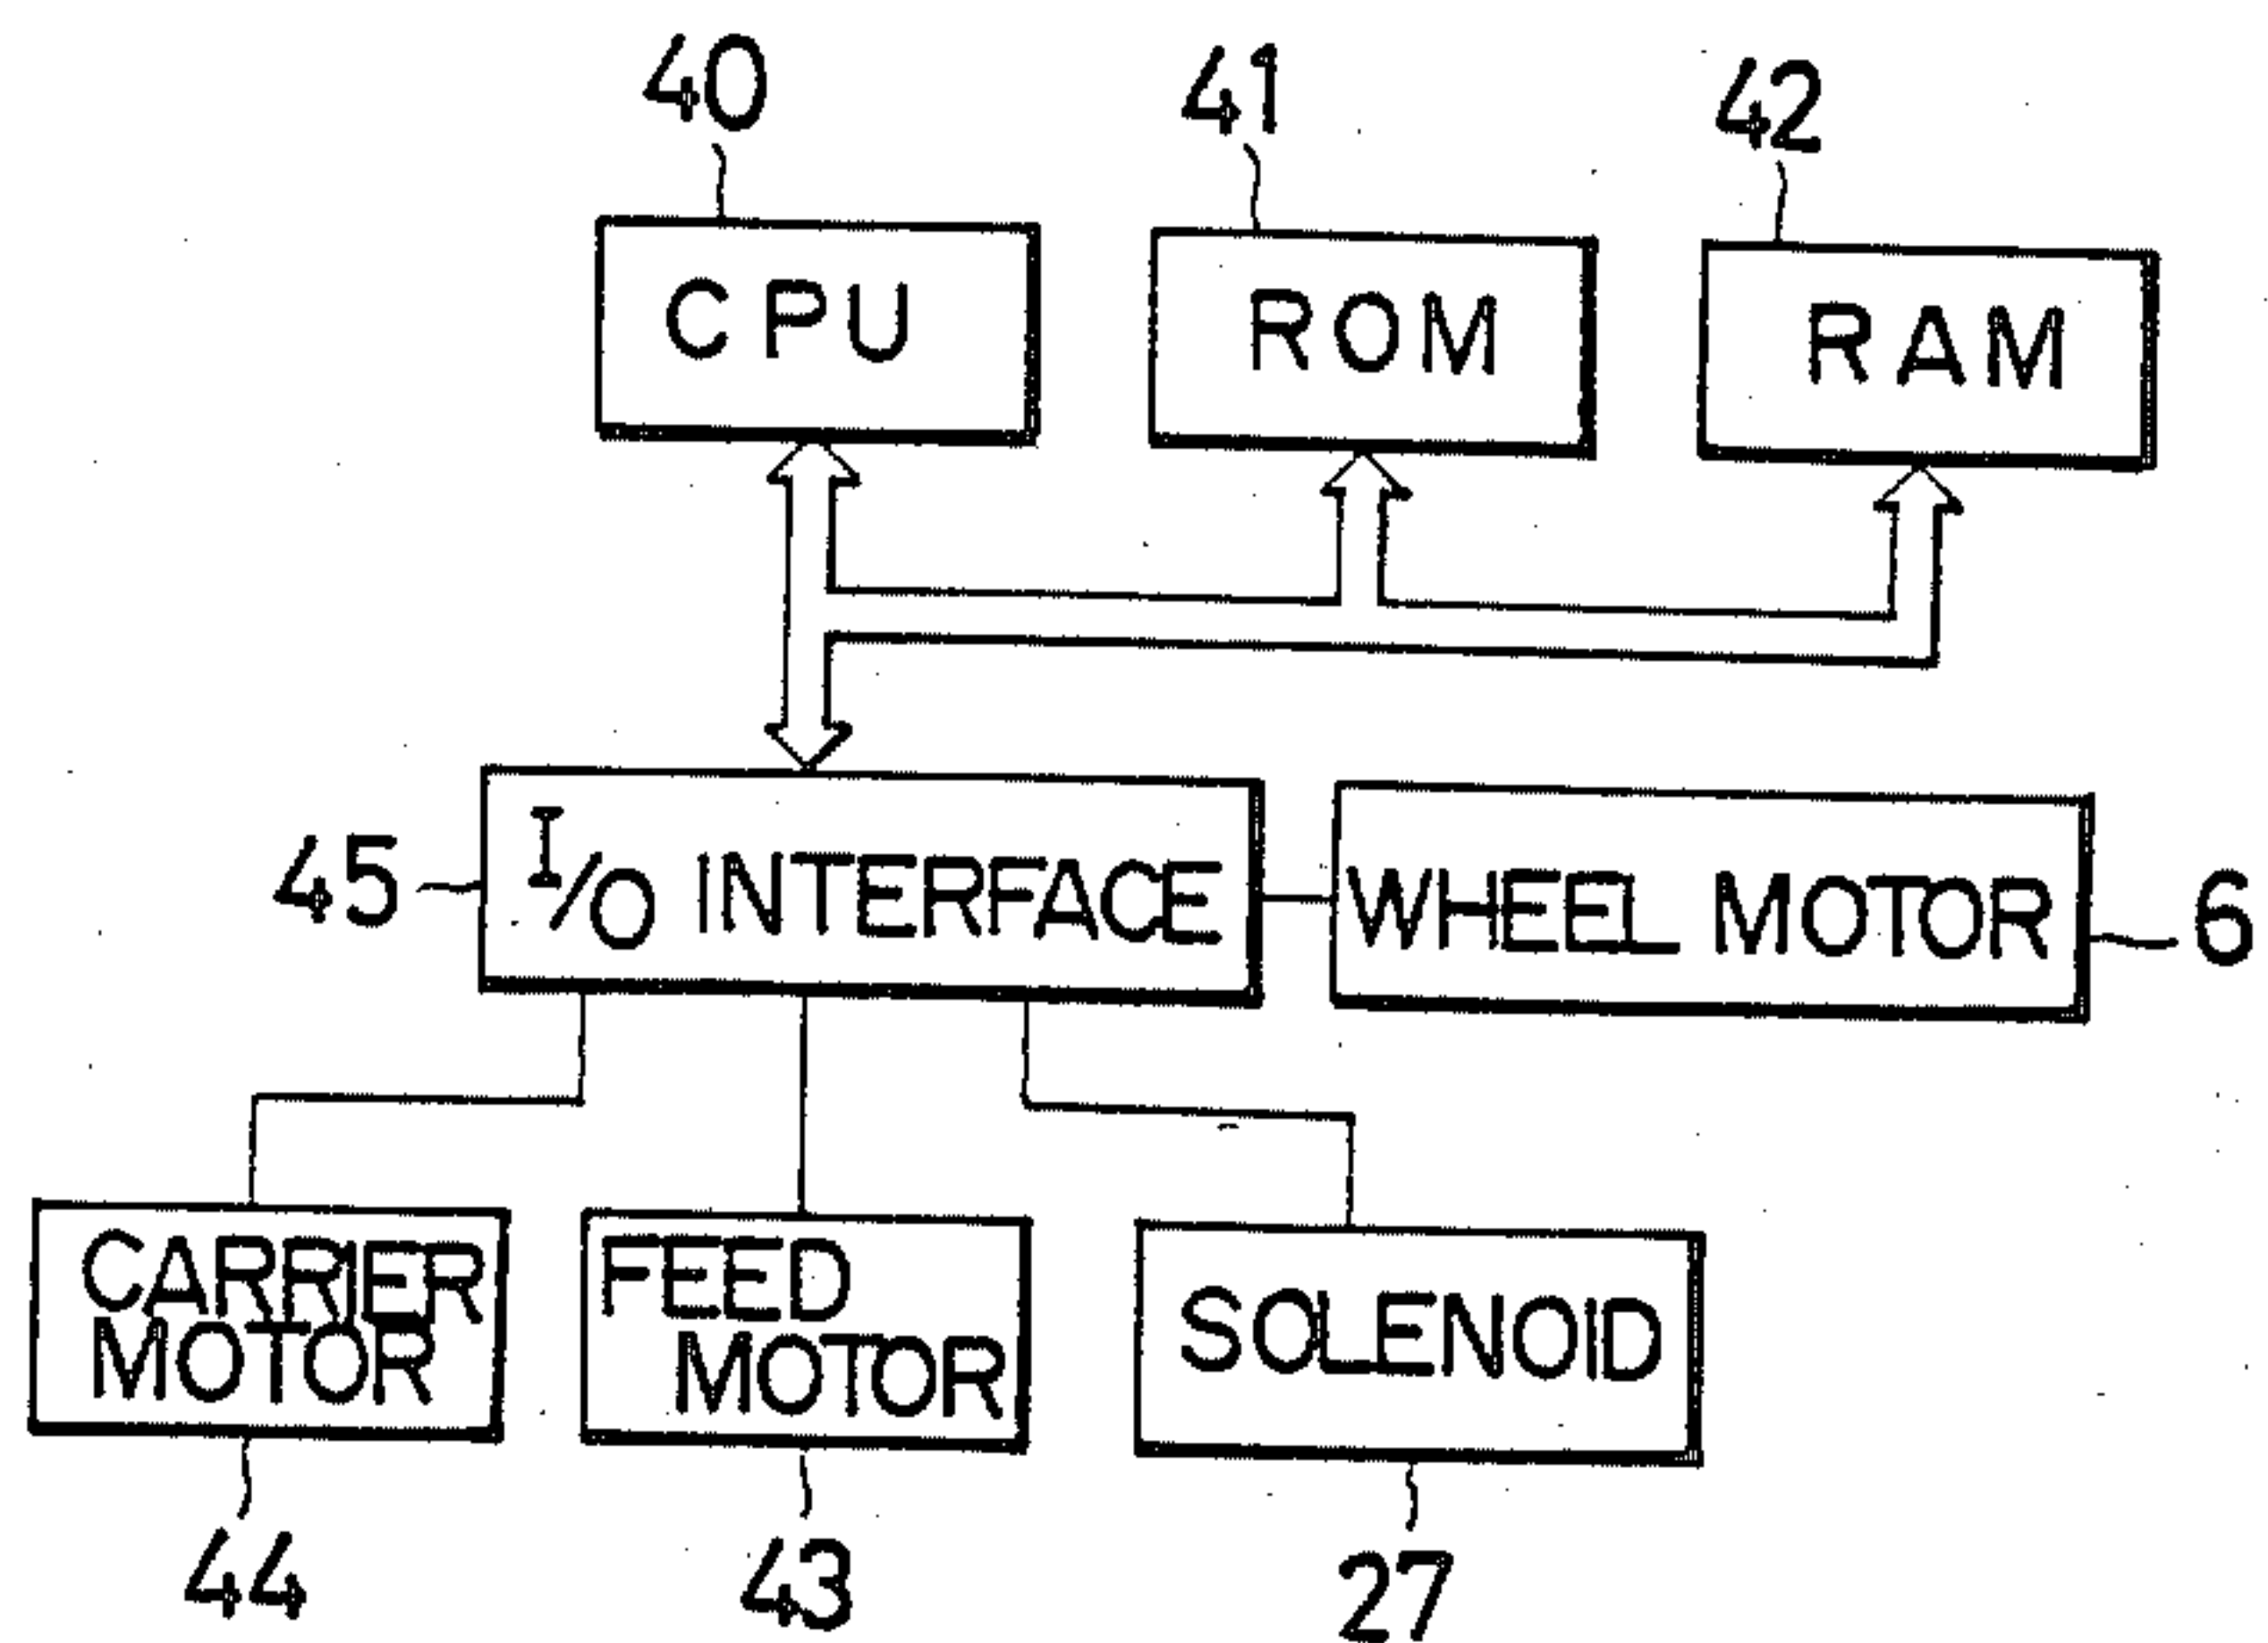 40
41
42
CPU
ROM
RAM
45
I/O INTERFACE
WHEEL MOTOR
6
CARRIER
MOTOR
FEED
MOTOR
SOLENOID
44
43
27